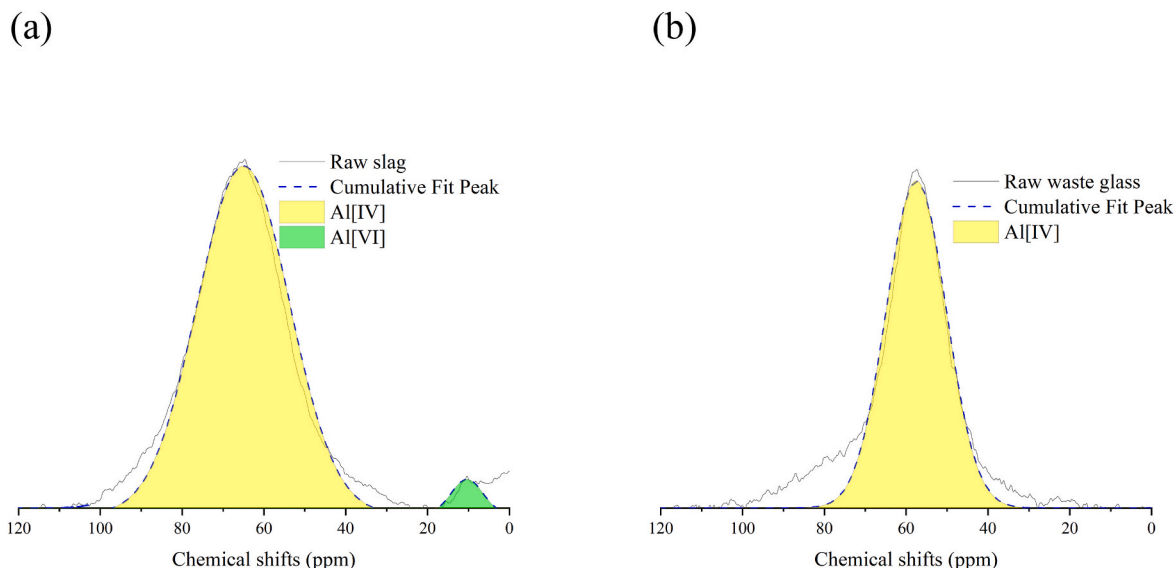 (a)
Raw slag
Cumulative Fit Peak
Al[IV]
Al[VI]
120 100 80 60 40 20 0
Chemical shifts (ppm)
(b)
Raw waste glass
Cumulative Fit Peak
Al[IV]
120 100 80 60 40 20 0
Chemical shifts (ppm)